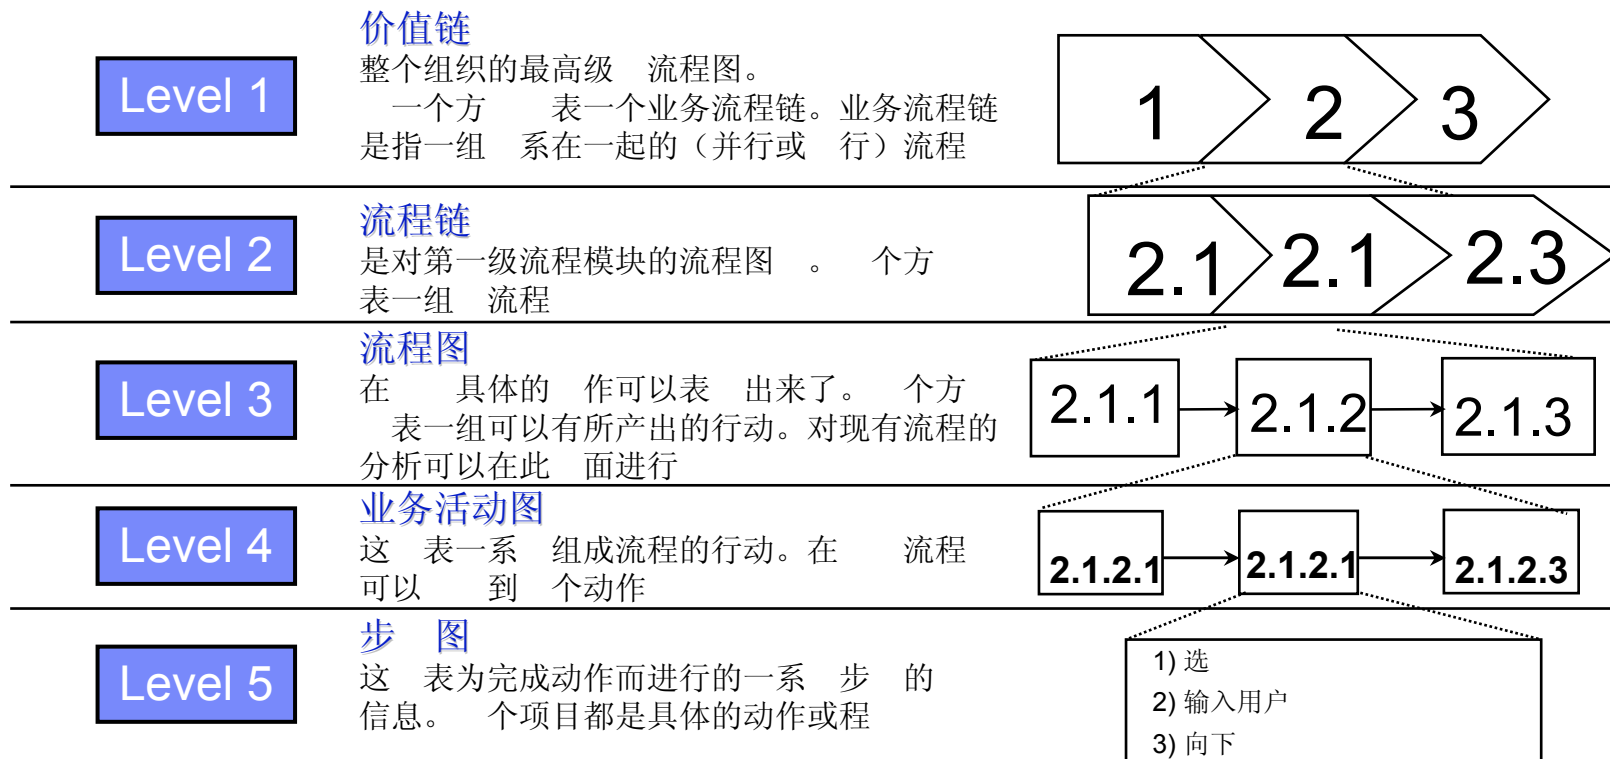 价值链
Level 1
整个组织的最高级 流程图。
一个方 表一个业务流程链。业务流程链
是指一组 系在一起的（并行或 行）流程
1
2
3
流程链
Level 2
是对第一级流程模块的流程图 。 个方
表一组 流程
2.1
2.1
2.3
流程图
Level 3
在 具体的 作可以表 出来了。 个方
表一组可以有所产出的行动。对现有流程的
分析可以在此 面进行
2.1.1
2.1.2
2.1.3
业务活动图
Level 4
这 表一系 组成流程的行动。在 流程
可以 到 个动作
2.1.2.1
2.1.2.1
2.1.2.3
步 图
Level 5
这 表为完成动作而进行的一系 步 的
信息。 个项目都是具体的动作或程
1) 选
2) 输入用户
3) 向下